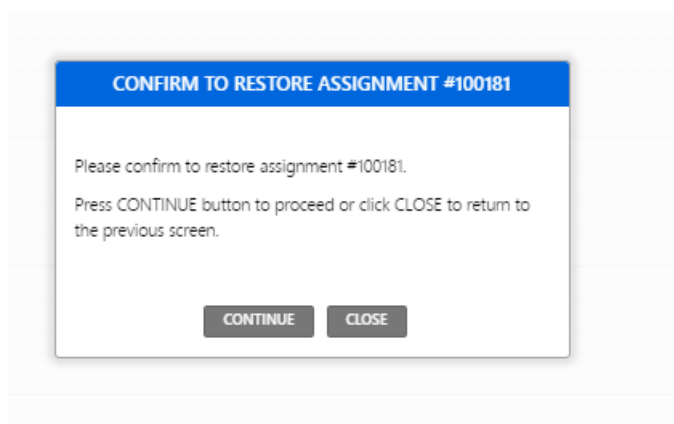 CONFIRM TO RESTORE ASSIGNMENT #100181
Please confirm to restore assignment #100181.
Press CONTINUE button to proceed or click CLOSE to return to
the previous screen.
CONTINUE CLOSE